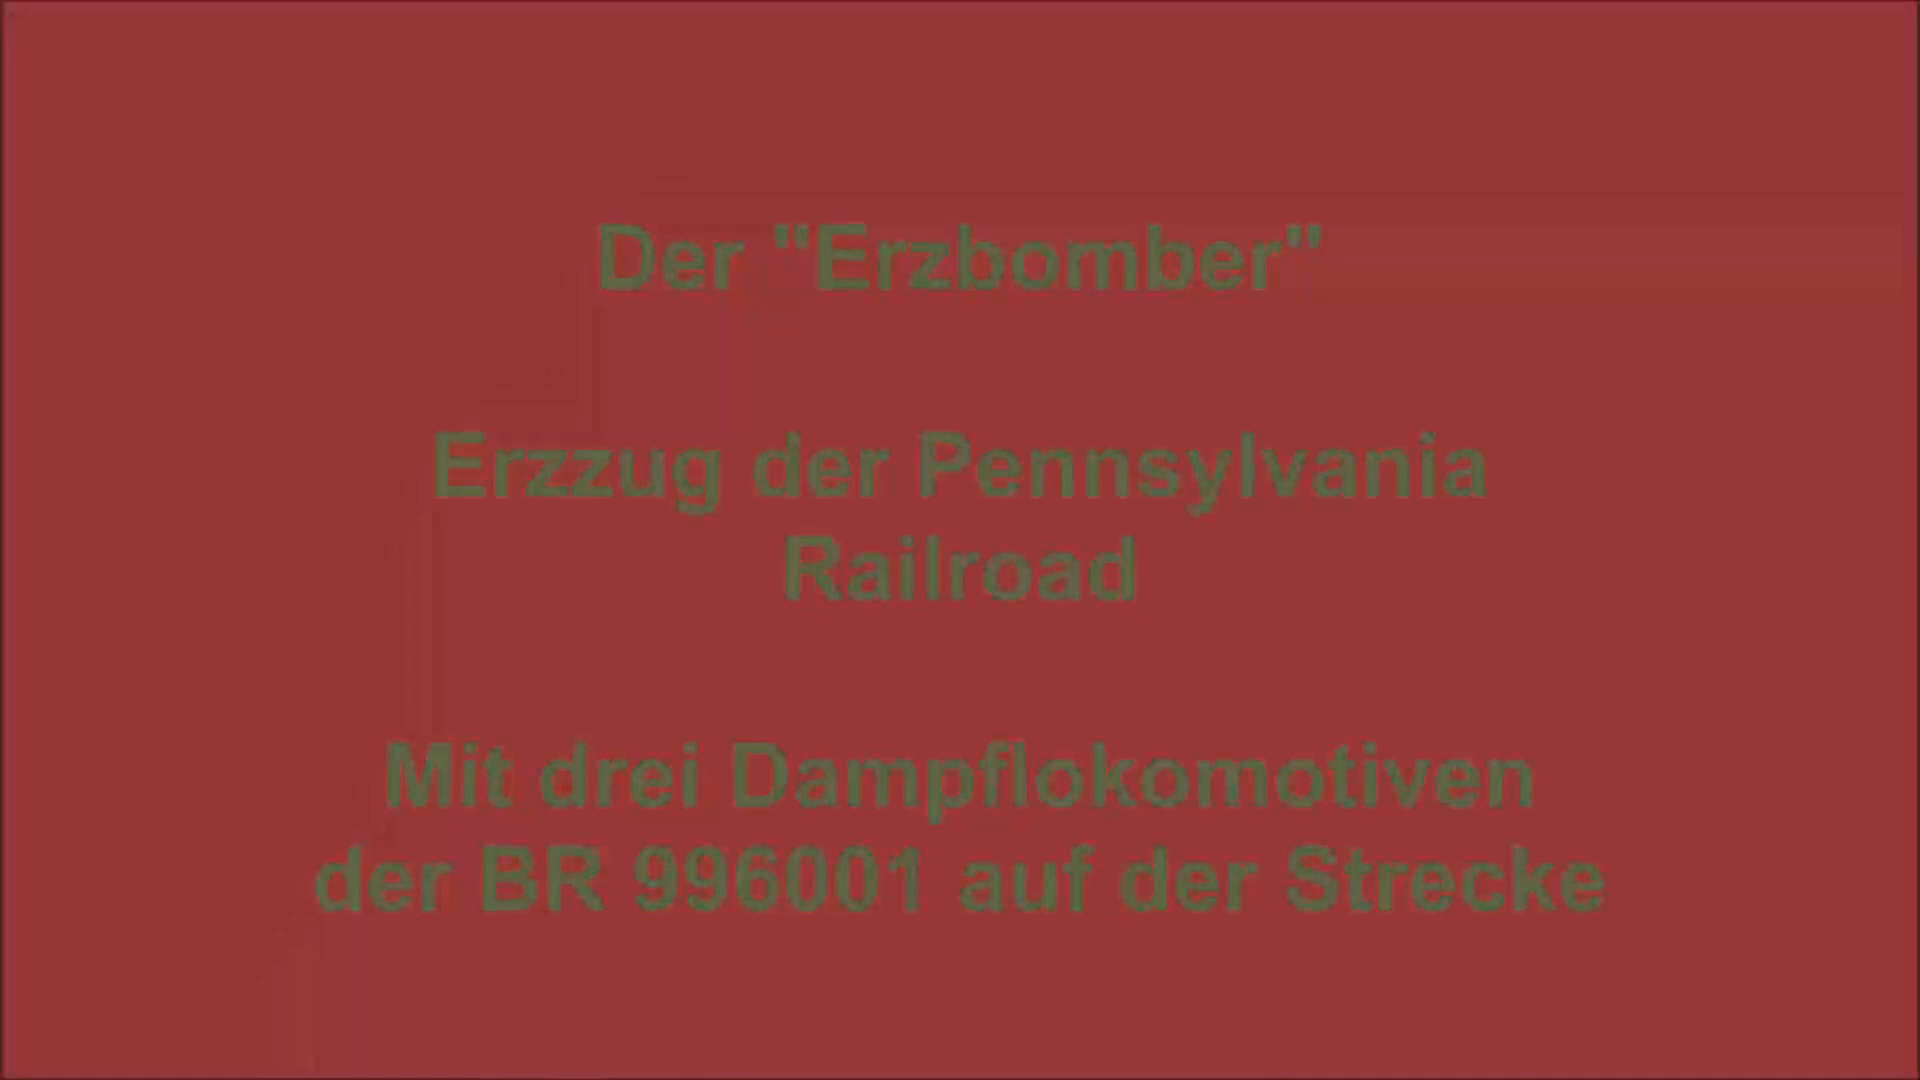 Der "Erzbomber"
Erzzug der Pennsylvania
Railroad
Mit drei Dampflokomotiven
der BR 996001 auf der Strecke